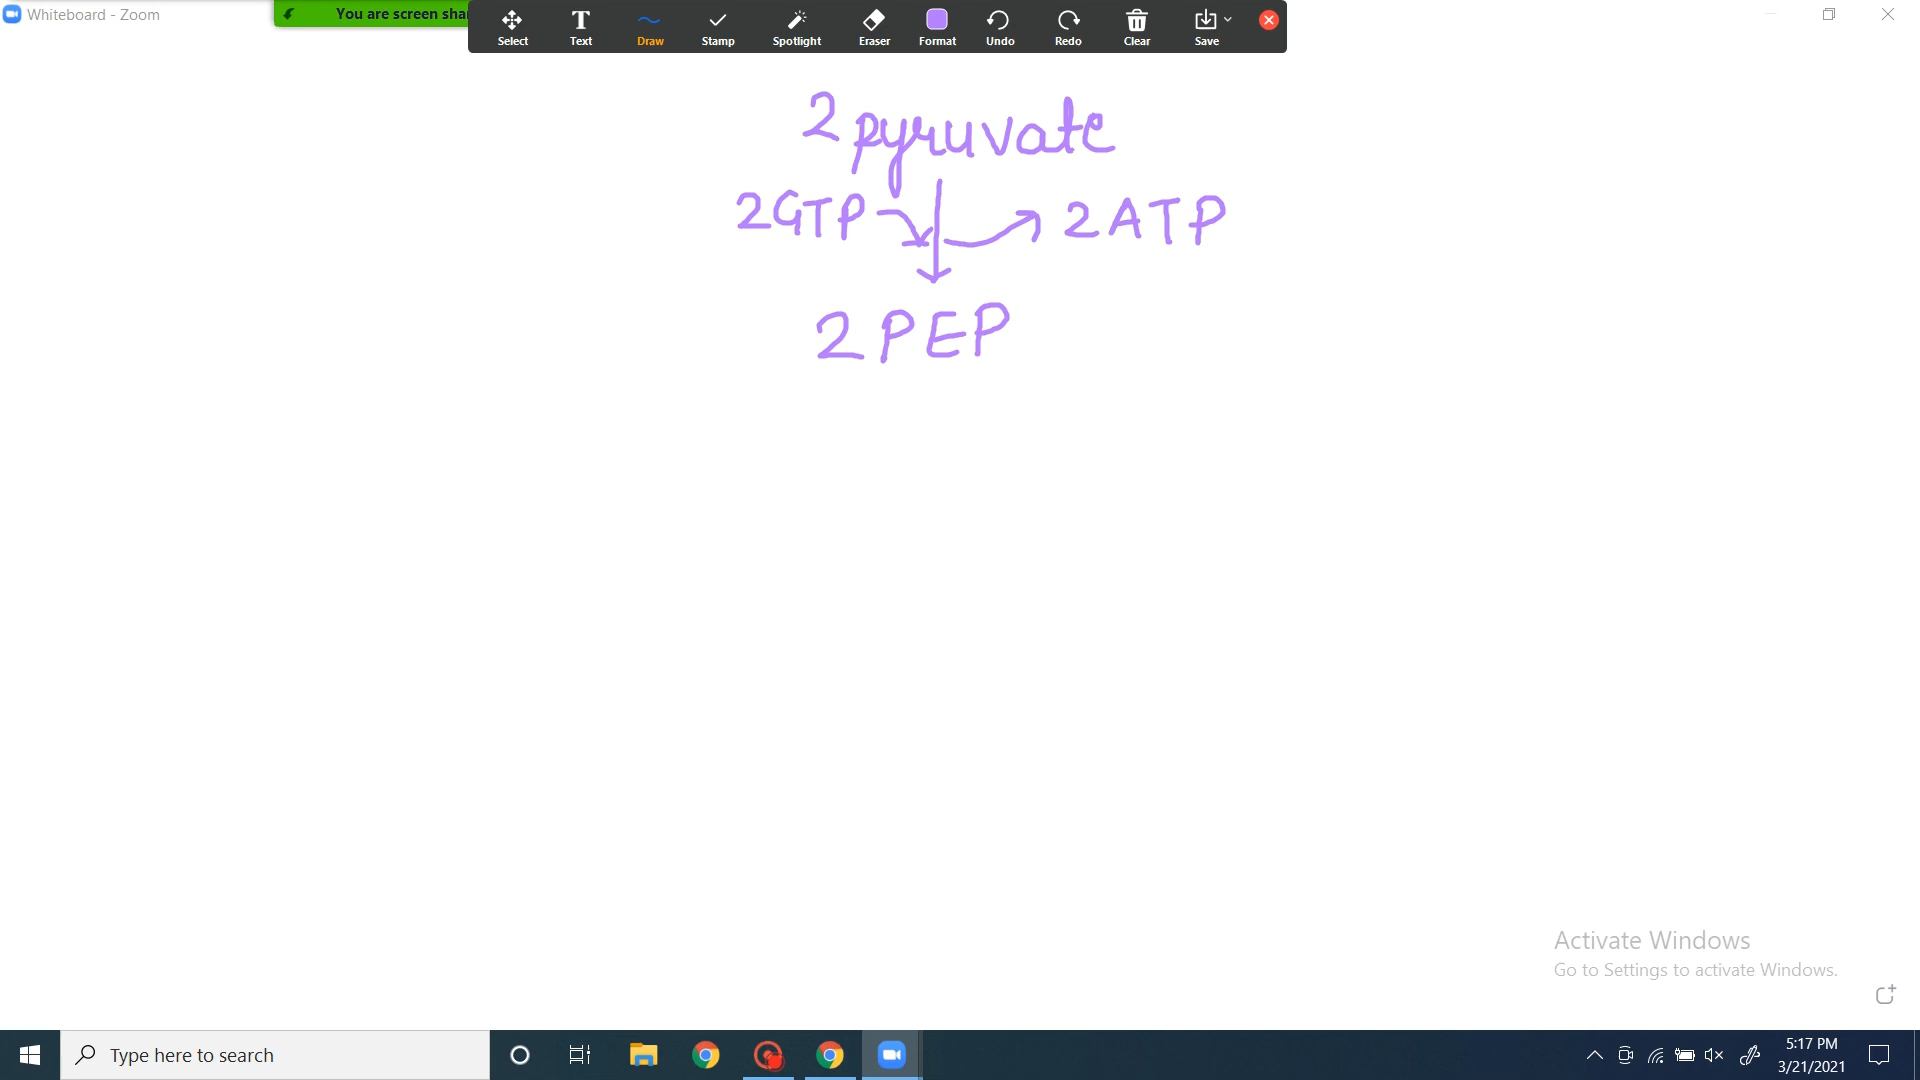 Whiteboard - Zoom
You are screen sha
Select Text Draw Stamp Spotlight Eraser Format Undo Redo Clear Save
2 pyruvate
2GTP 2ATP
2 PEP
Activate Windows
Go to Settings to activate Windows.
Type here to search
5:17 PM
3/21/2021